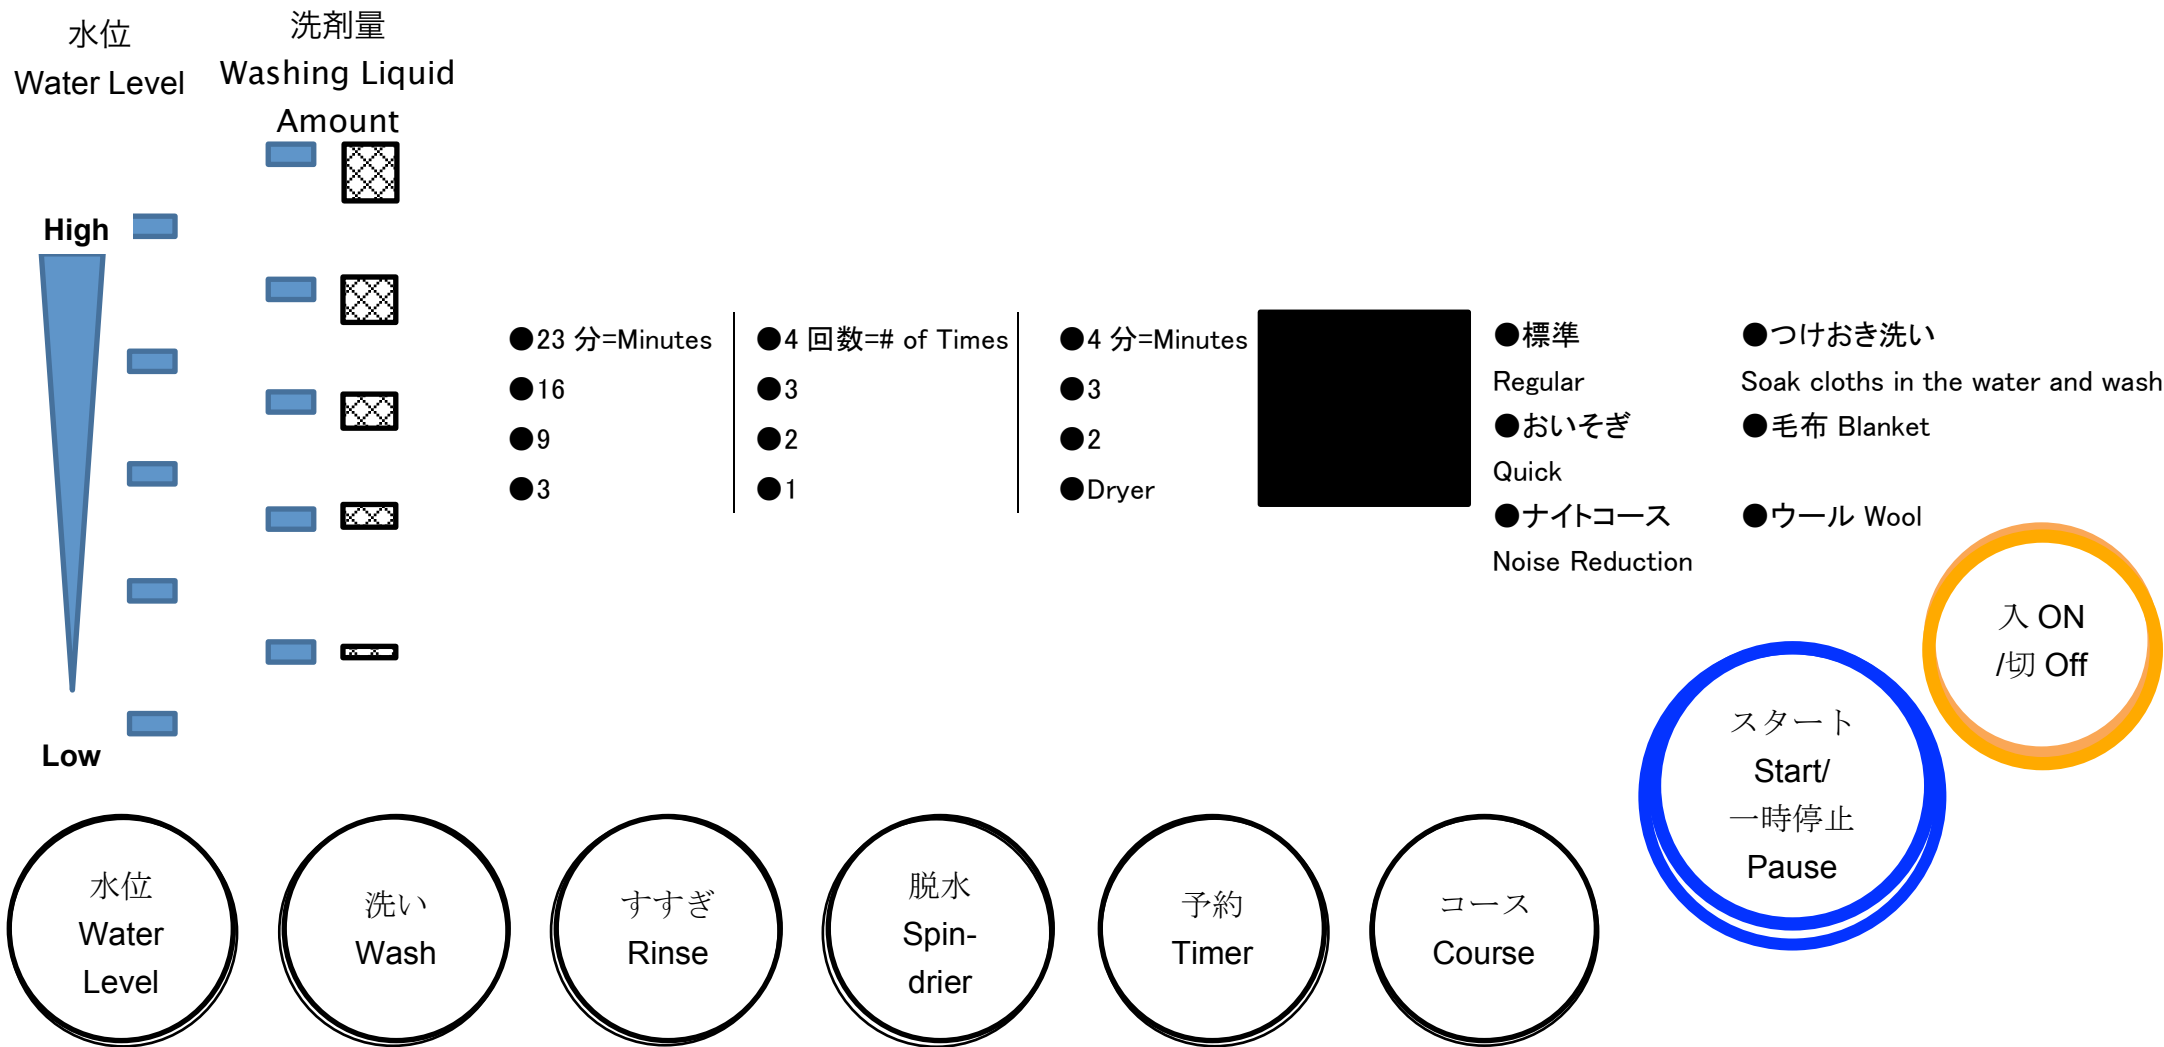 水位
Water Level
洗剤量
Washing Liquid
Amount
High
Low
●23 分=Minutes
●16
●9
●3
●4 回数=# of Times
●3
●2
●1
●4 分=Minutes
●3
●2
●Dryer
●標準
Regular
●おいそぎ
Quick
●ナイトコース
Noise Reduction
●つけおき洗い
Soak cloths in the water and wash
●毛布 Blanket
●ウール Wool
入 ON
/切 Off
スタート
Start/
一時停止
Pause
水位
Water
Level
洗い
Wash
すすぎ
Rinse
脱水
Spin-
drier
予約
Timer
コース
Course